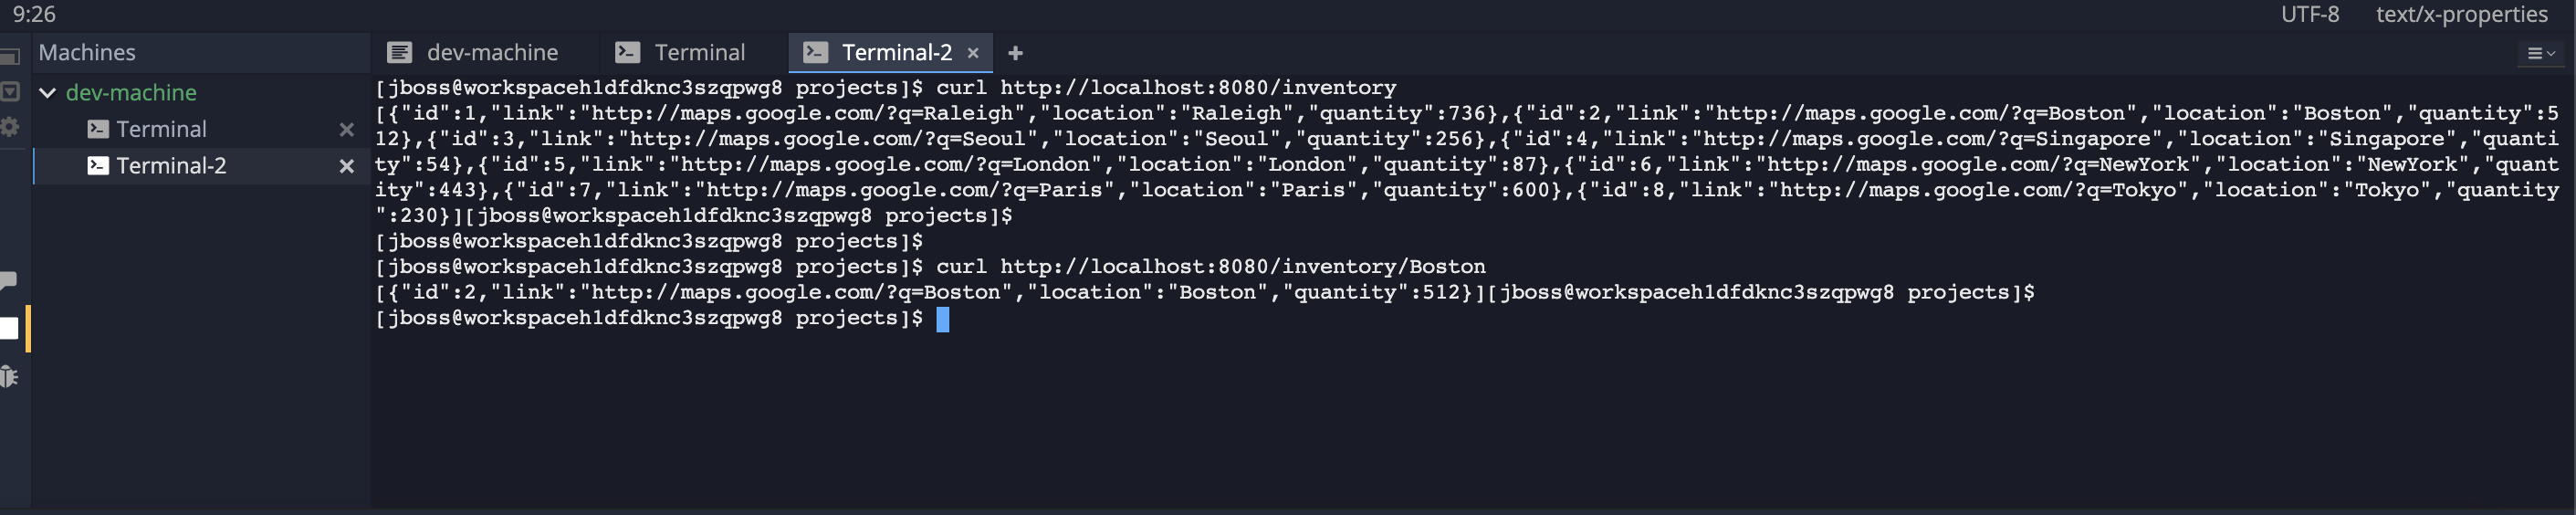 9:26
UTF-8 text/x-properties
Machines
dev-machine Terminal Terminal-2
dev-machine
Terminal
Terminal-2
[jboss@workspaceh1dfdknc3szqpwg8 projects]$ curl http://localhost:8080/inventory
[{"id":1,"link":"http://maps.google.com/?q=Raleigh","location":"Raleigh","quantity":736},{"id":2,"link":"http://maps.google.com/?q=Boston","location":"Boston","quantity":5
12},{"id":3,"link":"http://maps.google.com/?q=Seoul","location":"Seoul","quantity":256},{"id":4,"link":"http://maps.google.com/?q=Singapore","location":"Singapore","quanti
ty":54},{"id":5,"link":"http://maps.google.com/?q=London","location":"London","quantity":87},{"id":6,"link":"http://maps.google.com/?q=NewYork","location":"NewYork","quant
ity":443},{"id":7,"link":"http://maps.google.com/?q=Paris","location":"Paris","quantity":600},{"id":8,"link":"http://maps.google.com/?q=Tokyo","location":"Tokyo","quantity
":230}][jboss@workspaceh1dfdknc3szqpwg8 projects]$
[jboss@workspaceh1dfdknc3szqpwg8 projects]$
[jboss@workspaceh1dfdknc3szqpwg8 projects]$ curl http://localhost:8080/inventory/Boston
[{"id":2,"link":"http://maps.google.com/?q=Boston","location":"Boston","quantity":512}][jboss@workspaceh1dfdknc3szqpwg8 projects]$
[jboss@workspaceh1dfdknc3szqpwg8 projects]$